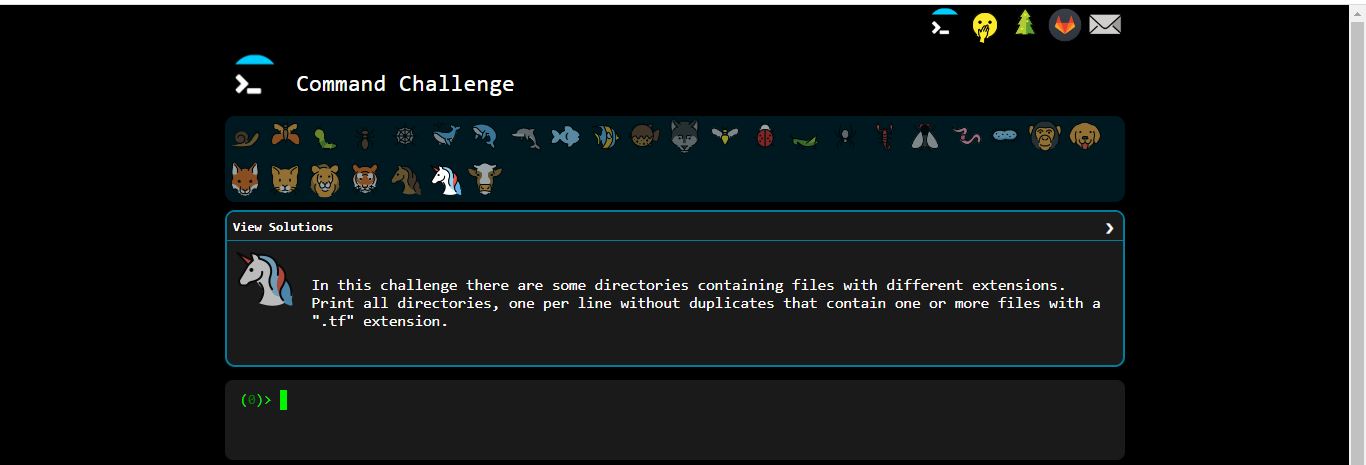 Command Challenge
View Solutions
In this challenge there are some directories containing files with different extensions.
Print all directories, one per line without duplicates that contain one or more files with a
".tf" extension.
(0)>